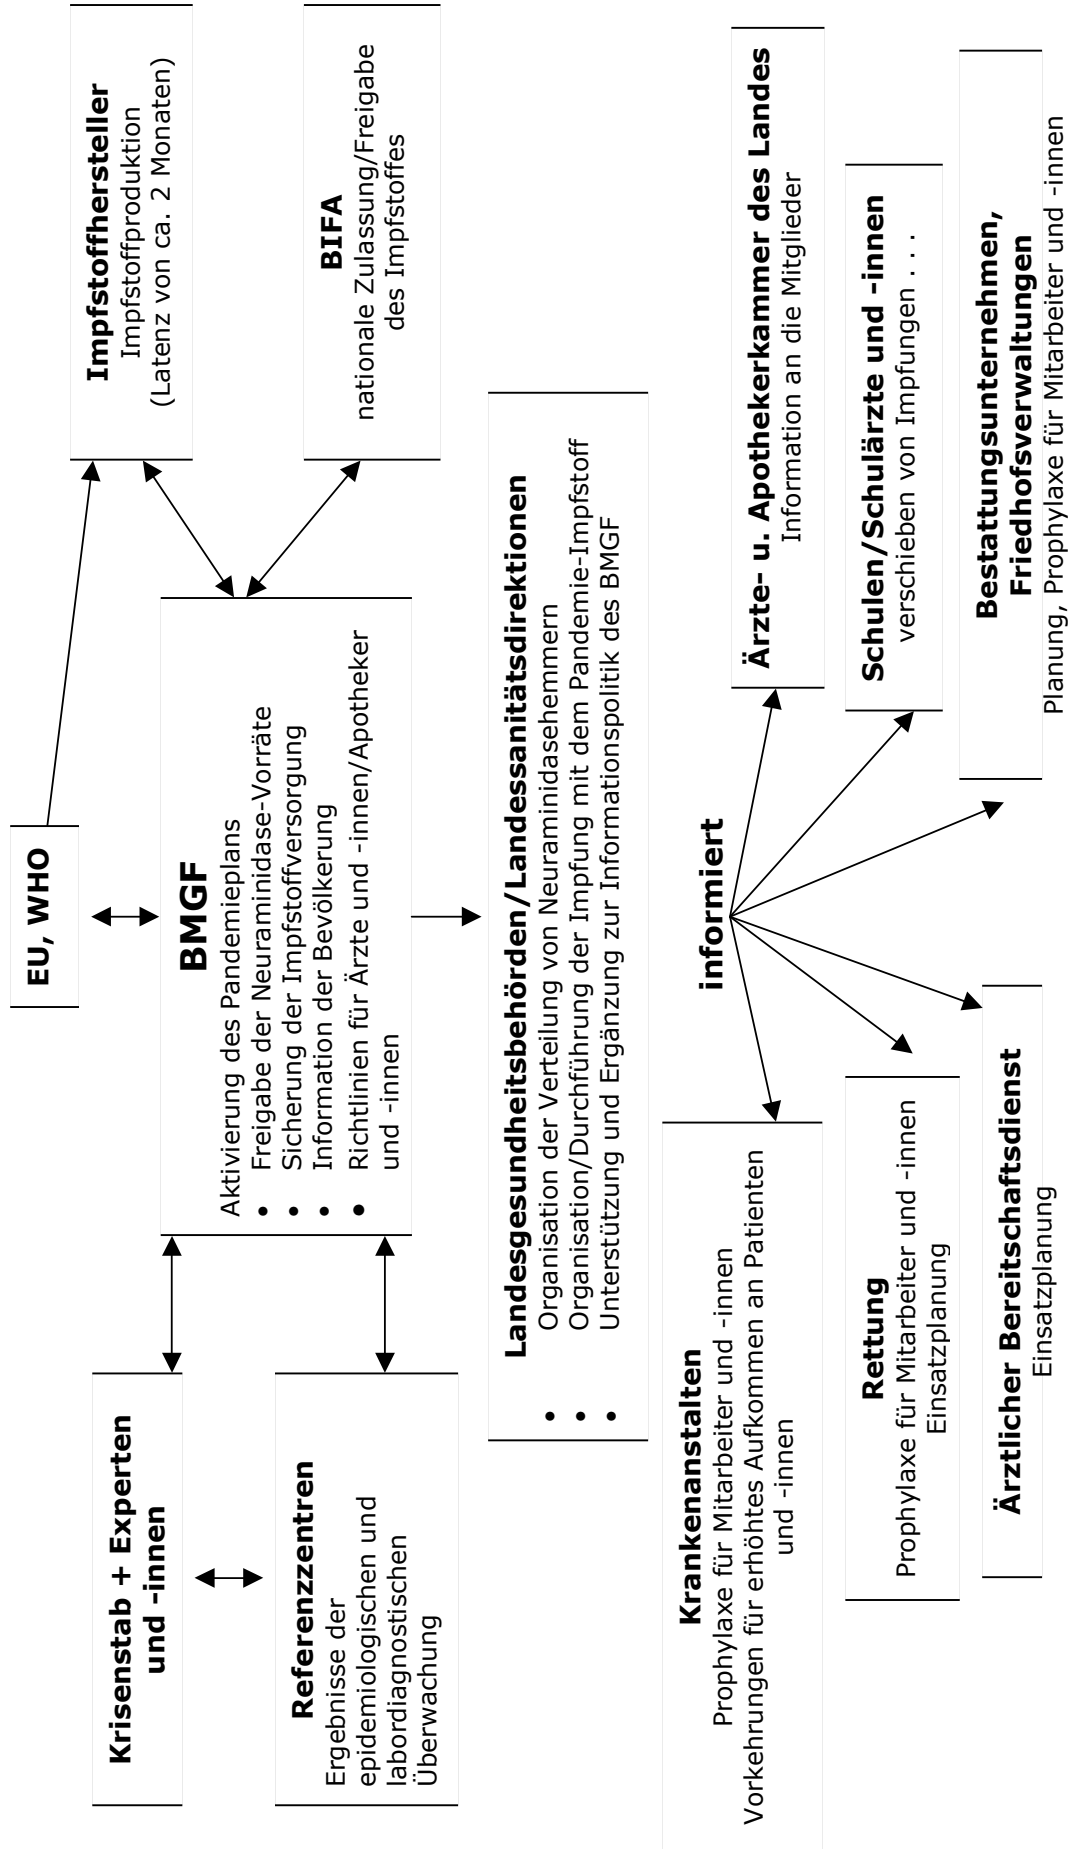 EU, WHO
Krisenstab + Experten
und -innen
Referenzzentren
Ergebnisse der
epidemiologischen und
labordiagnostischen
Überwachung
BMGF
Aktivierung des Pandemieplans
• Freigabe der Neuraminidase-Vorräte
• Sicherung der Impfstoffversorgung
• Information der Bevölkerung
• Richtlinien für Ärzte und -innen/Apotheker
und -innen
Impfstoffhersteller
Impfstoffproduktion
(Latenz von ca. 2 Monaten)
BIFA
nationale Zulassung/Freigabe
des Impfstoffes
Landesgesundheitsbehörden/Landessanitätsdirektionen
• Organisation der Verteilung von Neuraminidasehemmern
• Organisation/Durchführung der Impfung mit dem Pandemie-Impfstoff
• Unterstützung und Ergänzung zur Informationspolitik des BMGF
informiert
Krankenanstalten
Prophylaxe für Mitarbeiter und -innen
Vorkehrungen für erhöhtes Aufkommen an Patienten
und -innen
Rettung
Prophylaxe für Mitarbeiter und -innen
Einsatzplanung
Ärztlicher Bereitschaftsdienst
Einsatzplanung
Ärzte- u. Apothekerkammer des Landes
Information an die Mitglieder
Schulen/Schulärzte und -innen
verschieben von Impfungen . . .
Bestattungsunternehmen,
Friedhofsverwaltungen
Planung, Prophylaxe für Mitarbeiter und -innen